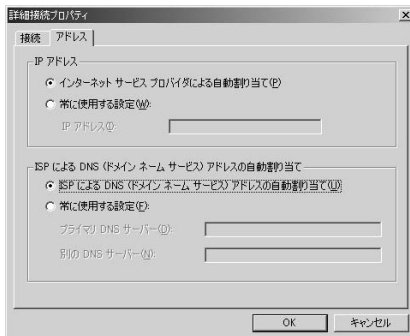 詳細接続プロパティ
接続 アドレス
IP アドレス
インターネット サービス プロバイダによる自動割り当て(P)
常に使用する設定(W):
IP アドレス(I):
ISP による DNS (ドメイン ネーム サービス) アドレスの自動割り当て
ISP による DNS (ドメイン ネーム サービス) アドレスの自動割り当て(U)
常に使用する設定(F):
プライマリ DNS サーバー(D):
別の DNS サーバー(N):
OK キャンセル